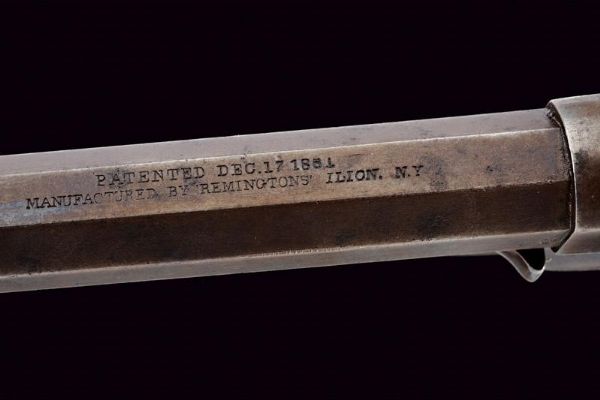 PATENTED DEC. 17, 1861
MANUFACTURED BY REMINGTONS' ILION. N.Y